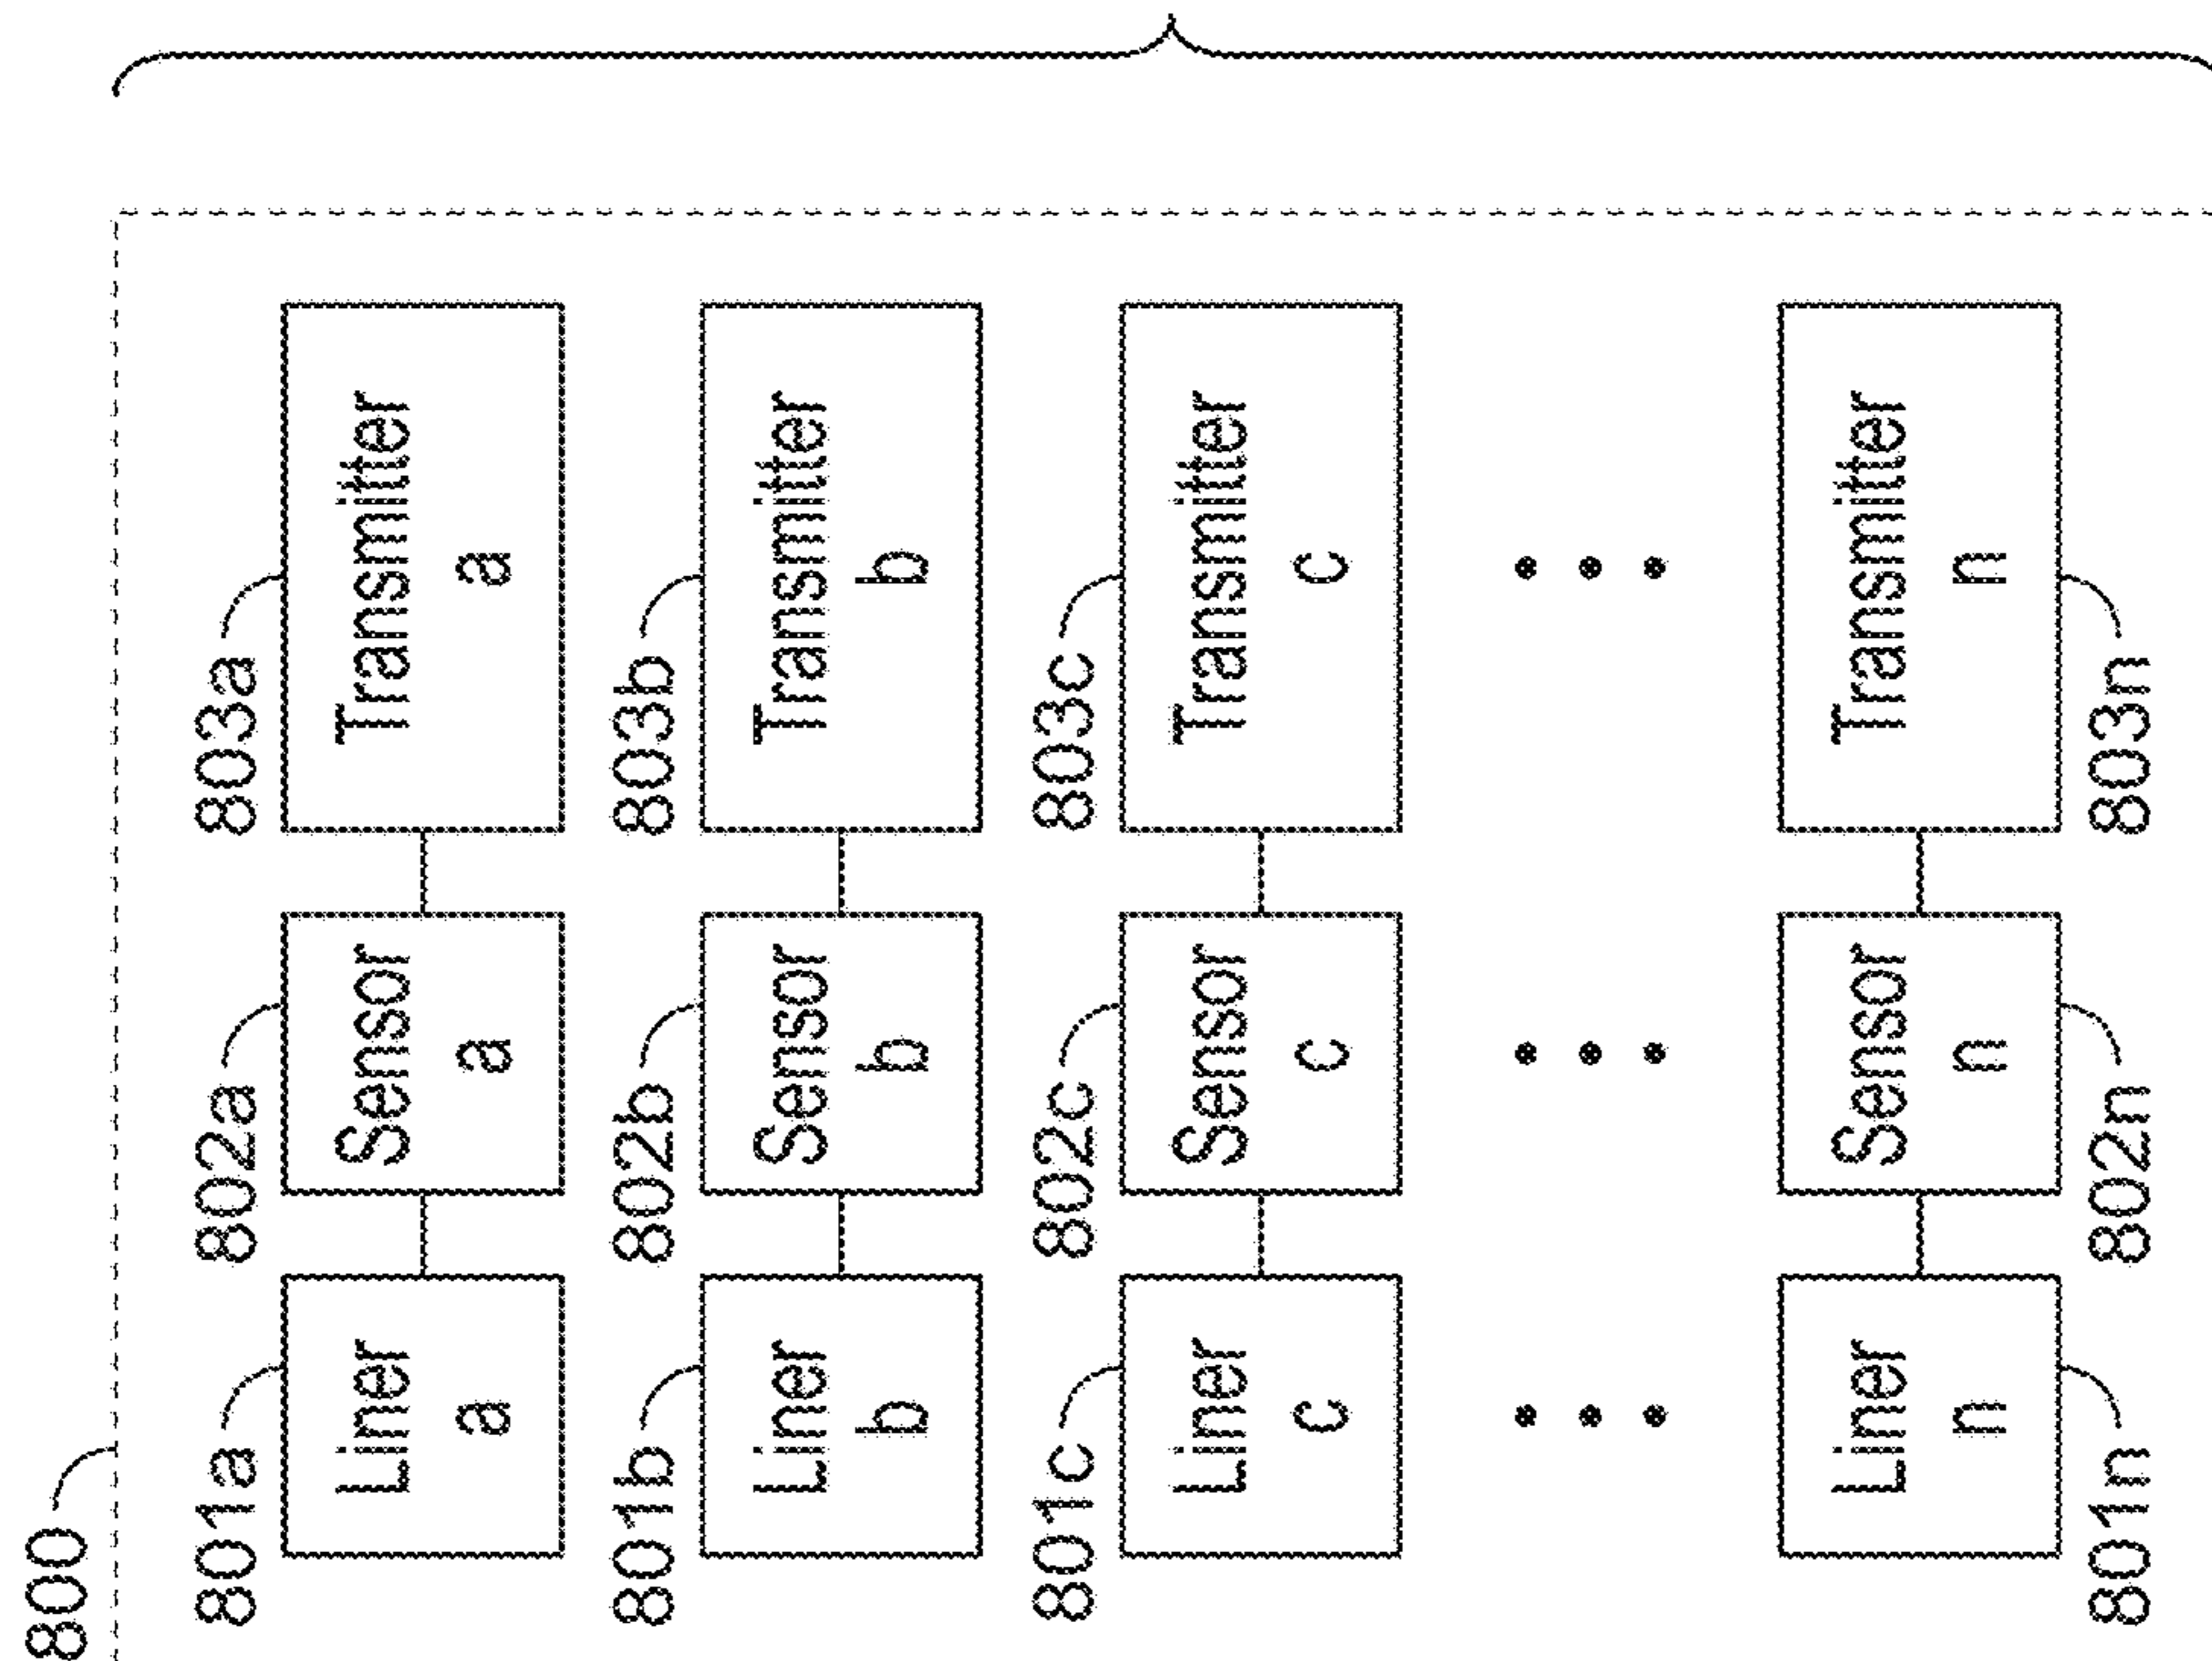 800
801a
802a
803a
Liner
a
Sensor
a
Transmitter
a
801b
802b
803b
Liner
b
Sensor
b
Transmitter
b
801c
802c
803c
Liner
c
Sensor
c
Transmitter
c
Liner
n
Sensor
n
Transmitter
n
801n
802n
803n